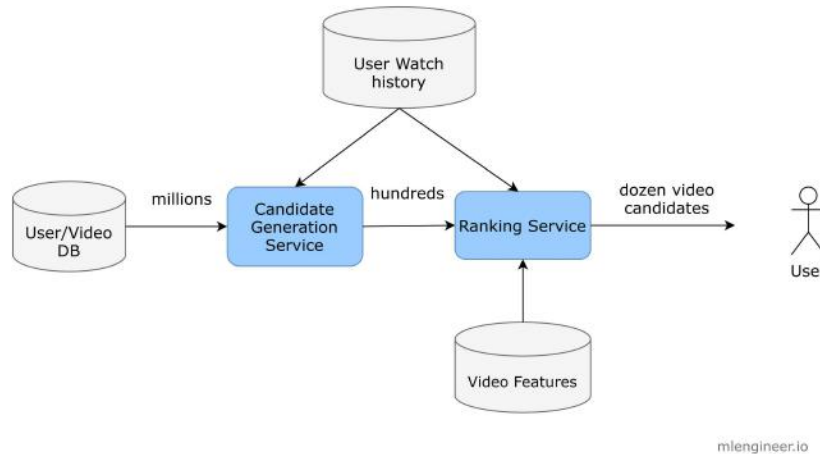 User Watch
history
millions
hundreds
dozen video
candidates
User/Video
DB
Candidate
Generation
Service
Ranking Service
Use
Video Features
mlengineer.io